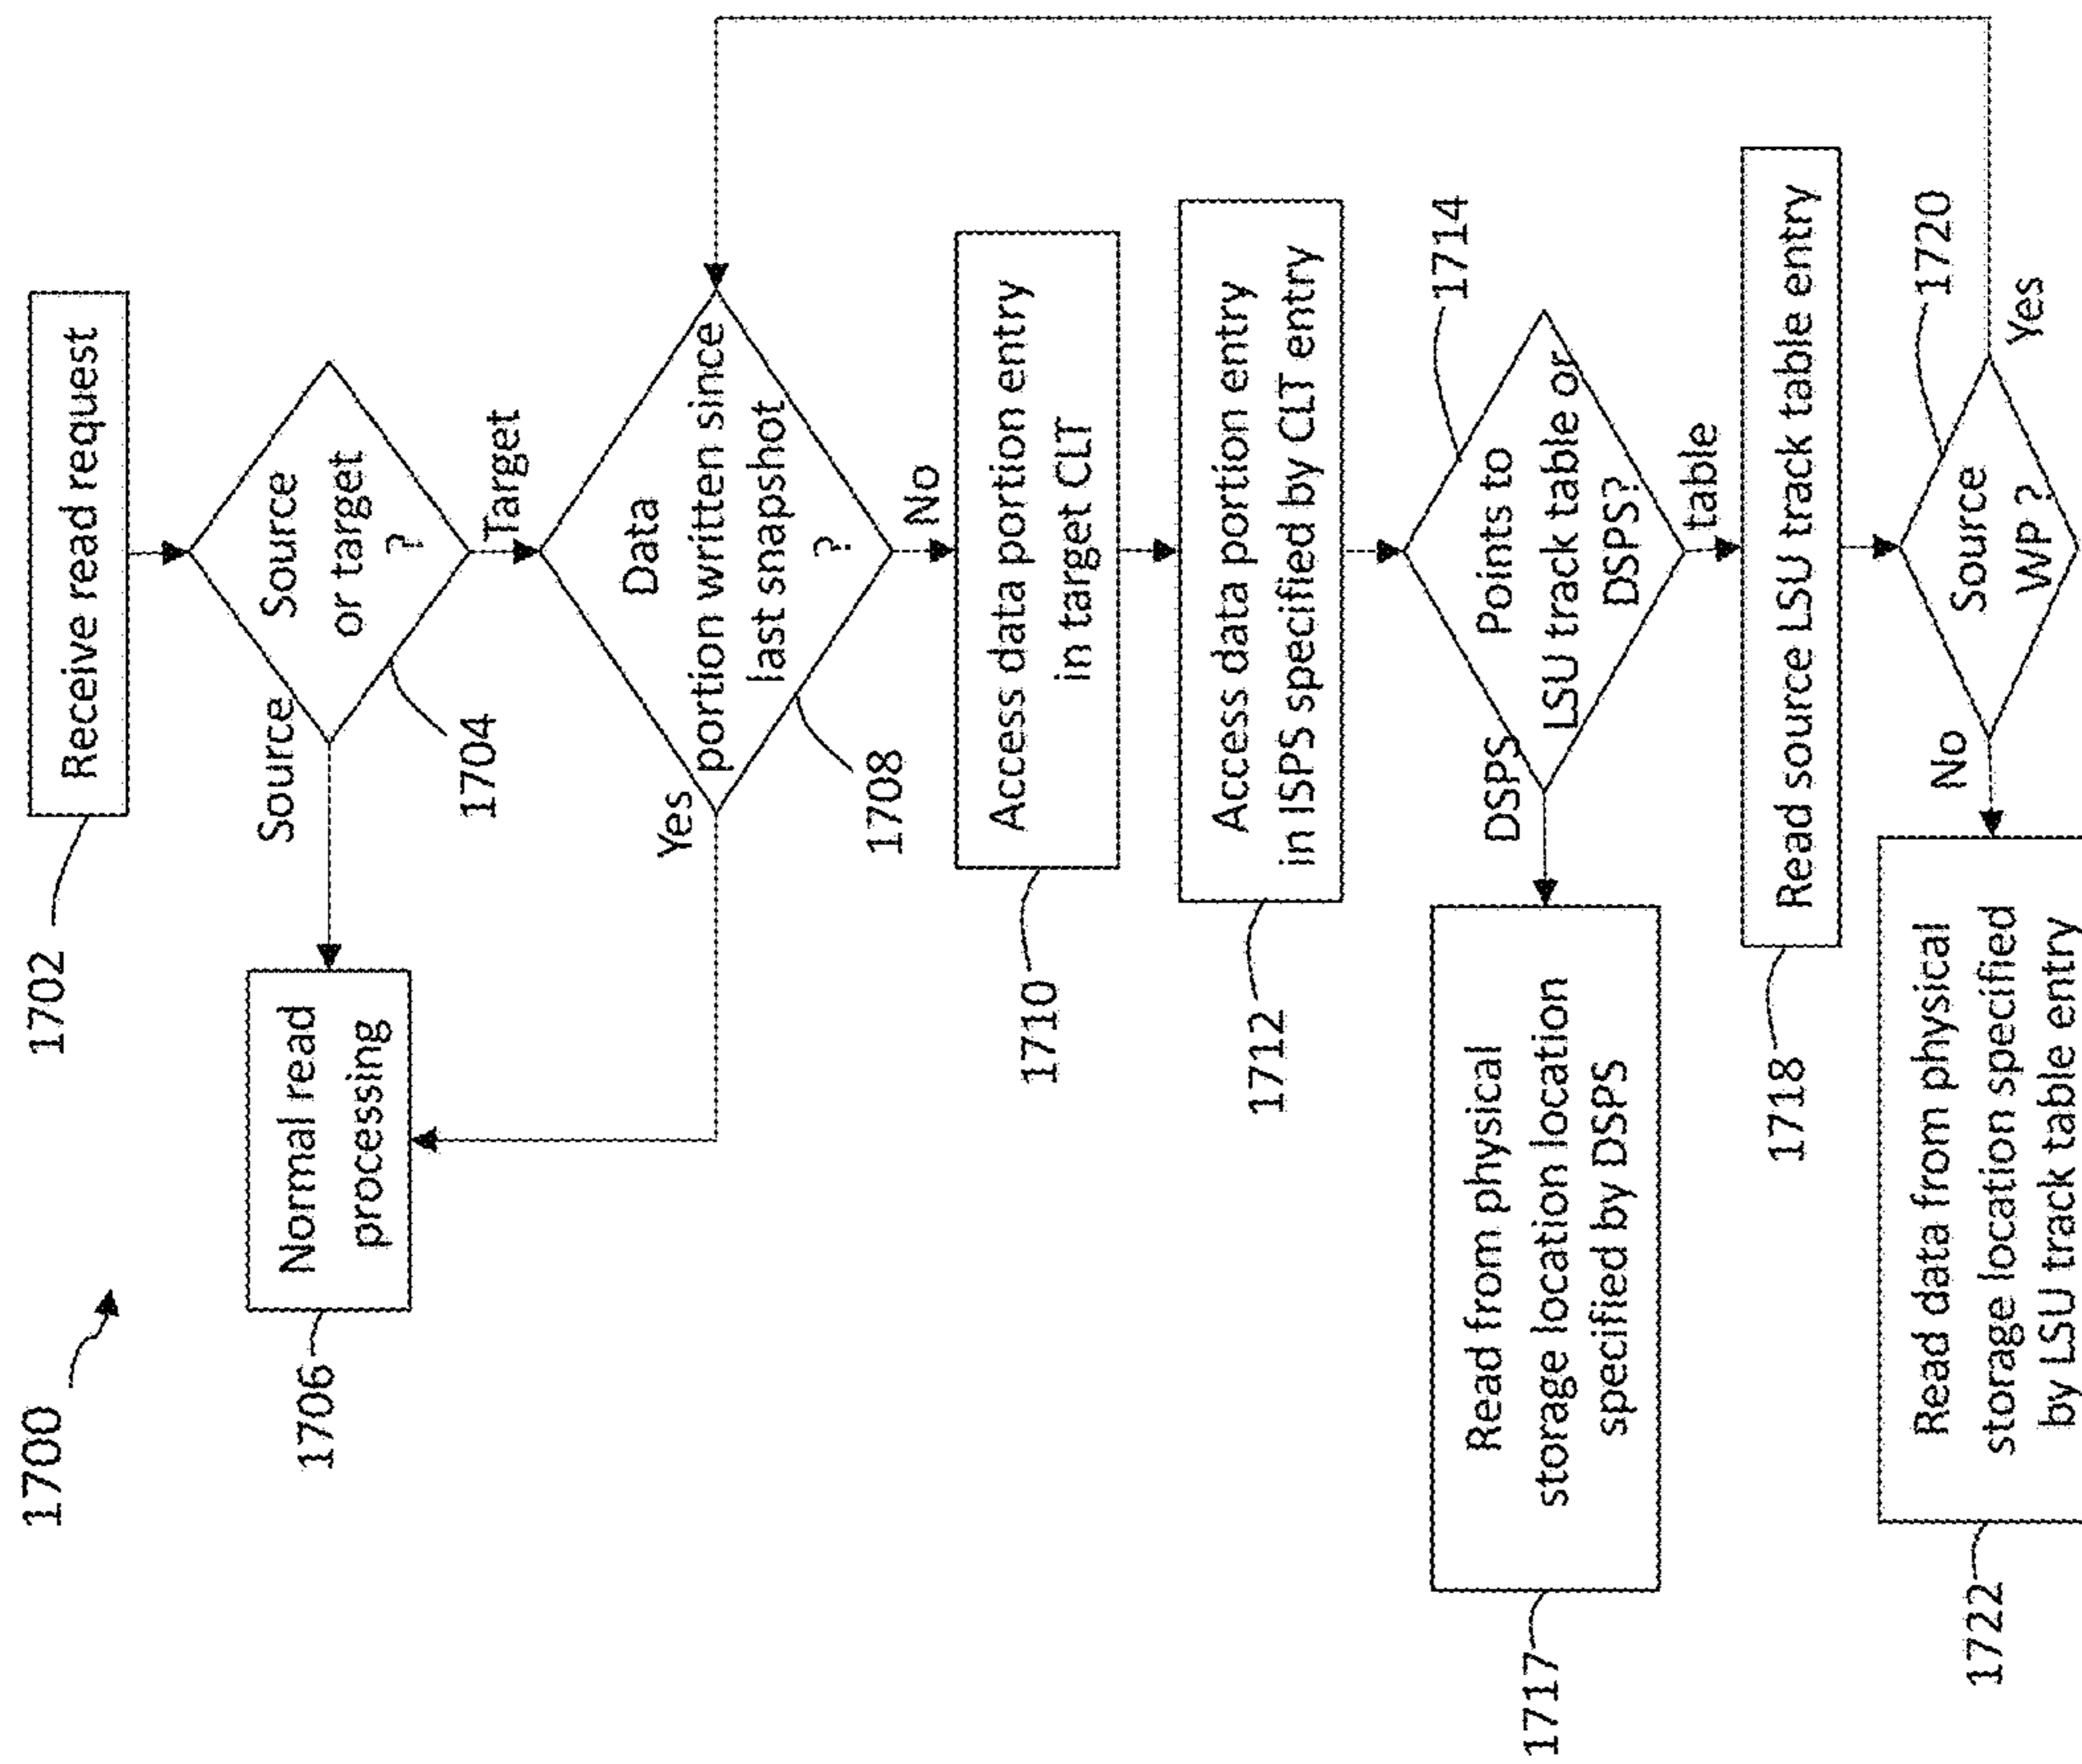 1700
1702
Receive read request
Source
or target
?
1704
Source
Target
Normal read
processing
1706
Data
portion written since
last snapshot
?
1708
Yes
No
Access data portion entry
in target CLT
1710
Access data portion entry
in ISPS specified by CLT entry
1712
Points to
LSU track table or
DSPS?
1714
DSPS
table
Read from physical
storage location location
specified by DSPS
1717
Read source LSU track table entry
1718
Source
WP ?
1720
No
Yes
Read data from physical
storage location specified
by LSU track table entry
1722